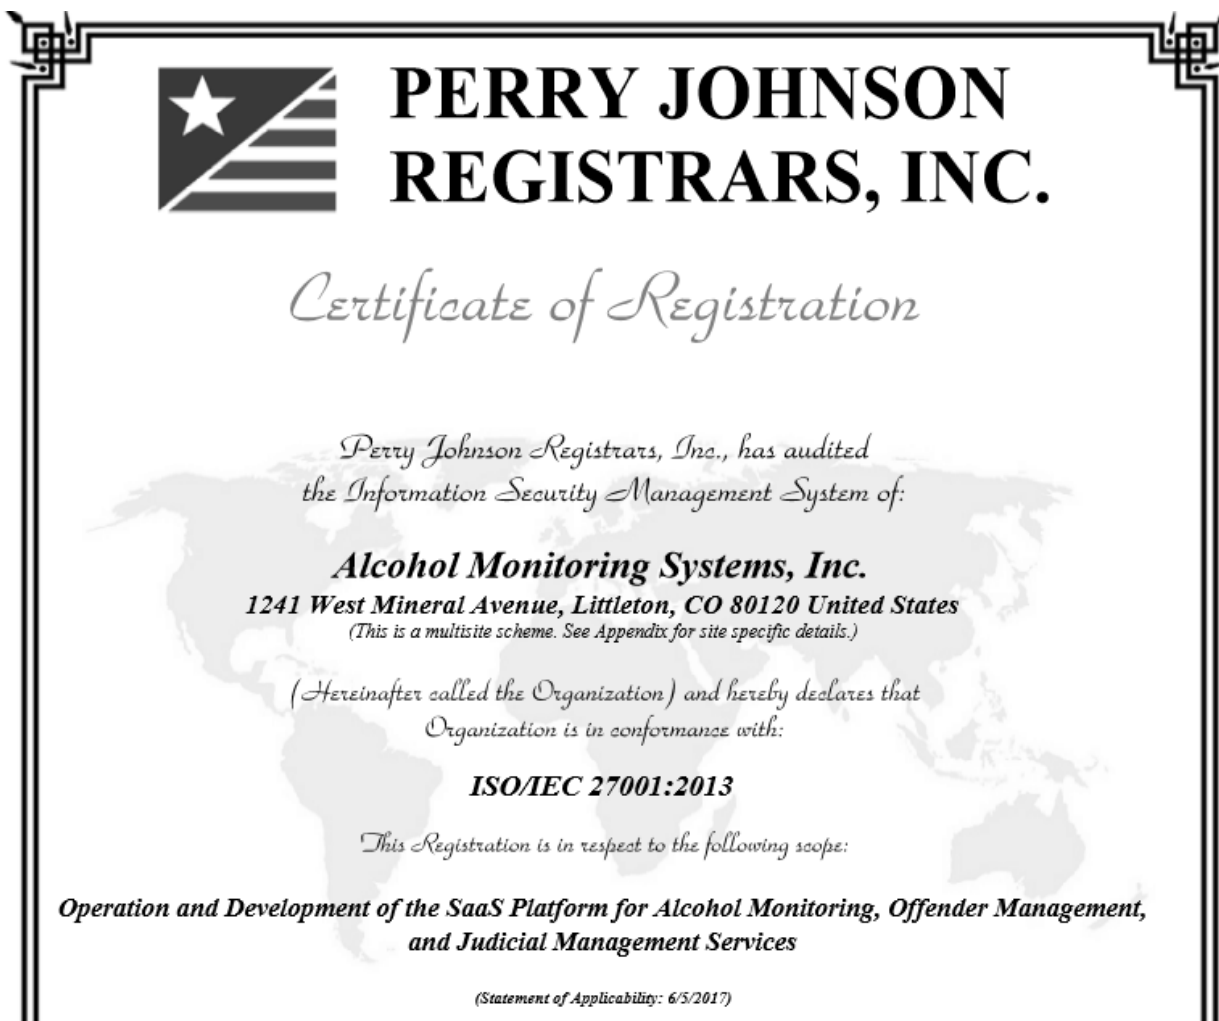 PERRY JOHNSON
REGISTRARS, INC.
Certificate of Registration
Perry Johnson Registrars, Inc., has audited
the Information Security Management System of:
Alcohol Monitoring Systems, Inc.
1241 West Mineral Avenue, Littleton, CO 80120 United States
(This is a multisite scheme. See Appendix for site specific details.)
(Hereinafter called the Organization) and hereby declares that
Organization is in conformance with:
ISO/IEC 27001:2013
This Registration is in respect to the following scope:
Operation and Development of the SaaS Platform for Alcohol Monitoring, Offender Management,
and Judicial Management Services
(Statement of Applicability: 6/5/2017)